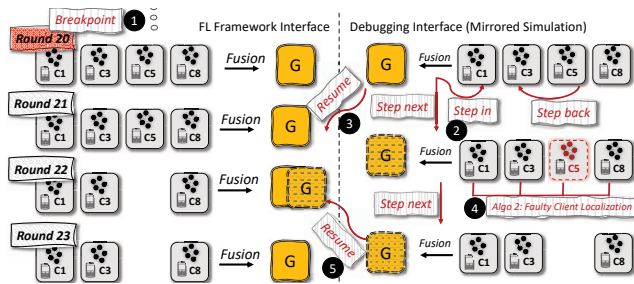 Breakpoint 1
FL Framework Interface
Debugging Interface (Mirrored Simulation)
Round 20
C1 C3 C5 C8 Fusion G
G Fusion C1 C3 C5 C8
Resume
3
Step next
2
Step in
Step back
Round 21
C1 C3 C5 C8 Fusion G
G Fusion C1 C3 C5 C8
Round 22
C1 C3 C8 Fusion G
Step next
4 Algo 2: Faulty Client Localization
Round 23
C1 C3 C8 Fusion G
Resume
5
G Fusion C1 C3 C8